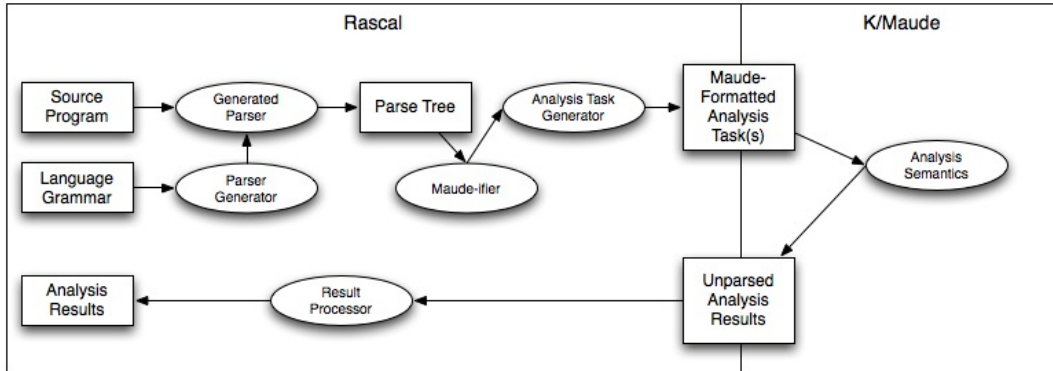 Rascal
K/Maude
Source
Program
Generated
Parser
Parse Tree
Analysis Task
Generator
Maude-
Formatted
Analysis
Task(s)
Language
Grammar
Parser
Generator
Maude-ifier
Analysis
Semantics
Analysis
Results
Result
Processor
Unparsed
Analysis
Results